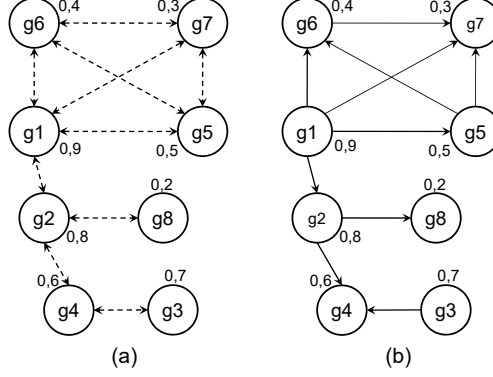 0,4 0,3 0,4 0,3
g6 g7 g6 g7
g1 g5 g1 g5
0,9 0,5 0,9 0,5
0,2 0,2
g2 g8 g2 g8
0,8 0,8
0,6 0,7 0,6 0,7
g4 g3 g4 g3
(a) (b)